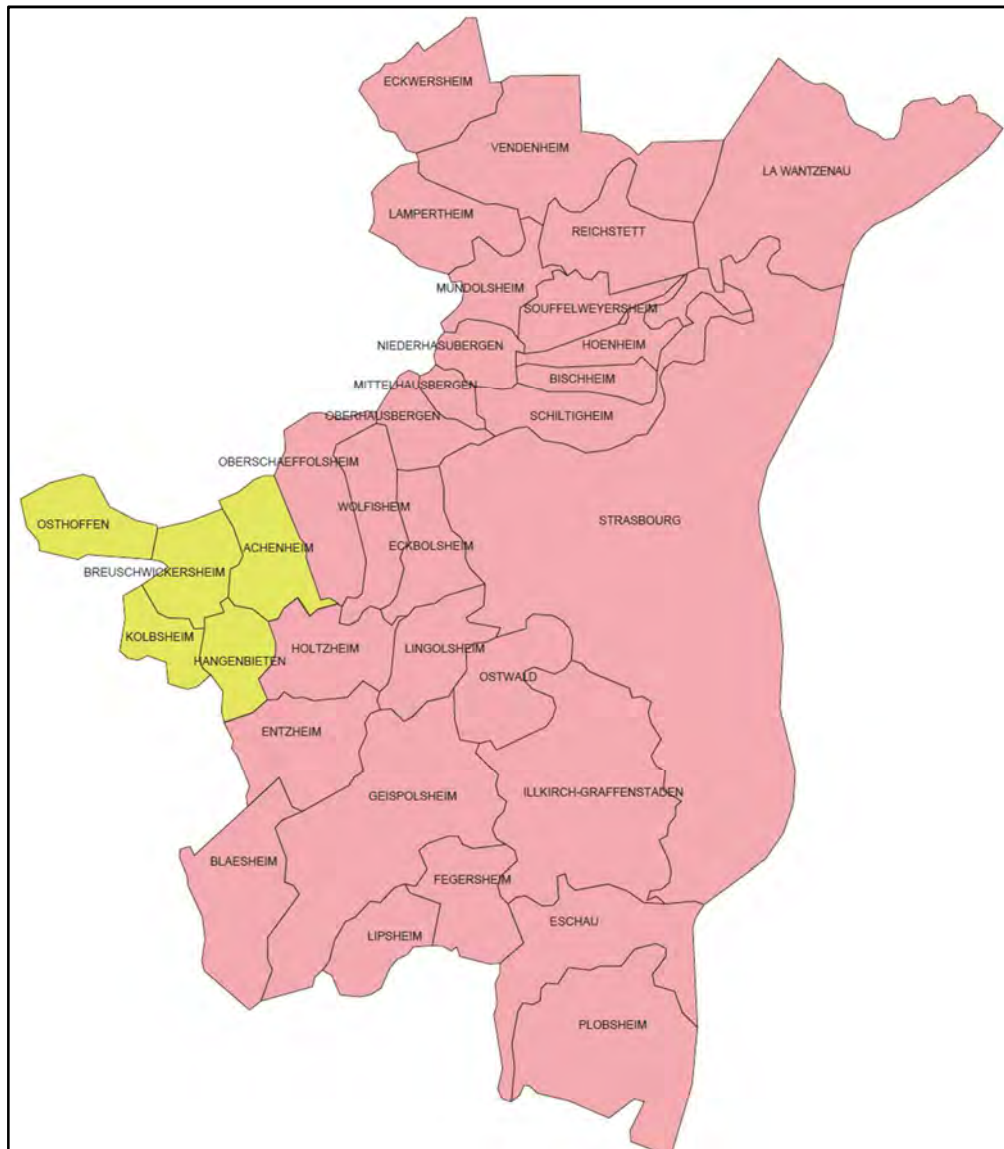 ECKWERSHEIM
VENDENHEIM
LA WANTZENAU
LAMPERTHEIM
REICHSTETT
MUNDOLSHEIM
SOUFFELWEYERSHEIM
NIEDERHASUBERGEN
HOENHEIM
BISCHHEIM
MITTELHAUSBERGEN
OBERHAUSBERGEN
SCHILTIGHEIM
OBERSCHAEFFOLSHEIM
WOLFISHEIM
STRASBOURG
OSTHOFFEN
ACHENHEIM
ECKBOLSHEIM
BREUSCHWICKERSHEIM
KOLBSHEIM
HOLTZHEIM
LINGOLSHEIM
HANGENBIETEN
OSTWALD
ENTZHEIM
GEISPOLSHEIM
ILLKIRCH-GRAFFENSTADEN
BLAESHEIM
FEGERSHEIM
ESCHAU
LIPSHEIM
PLOBSHEIM